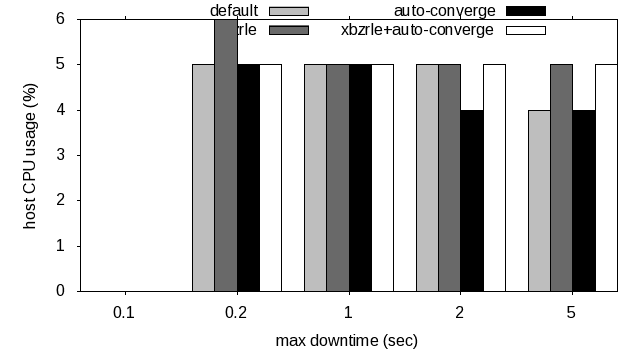 default
auto-converge
rle
xbzrle+auto-converge
6
5
4
3
2
1
0
host CPU usage (%)
0.1 0.2 1 2 5
max downtime (sec)